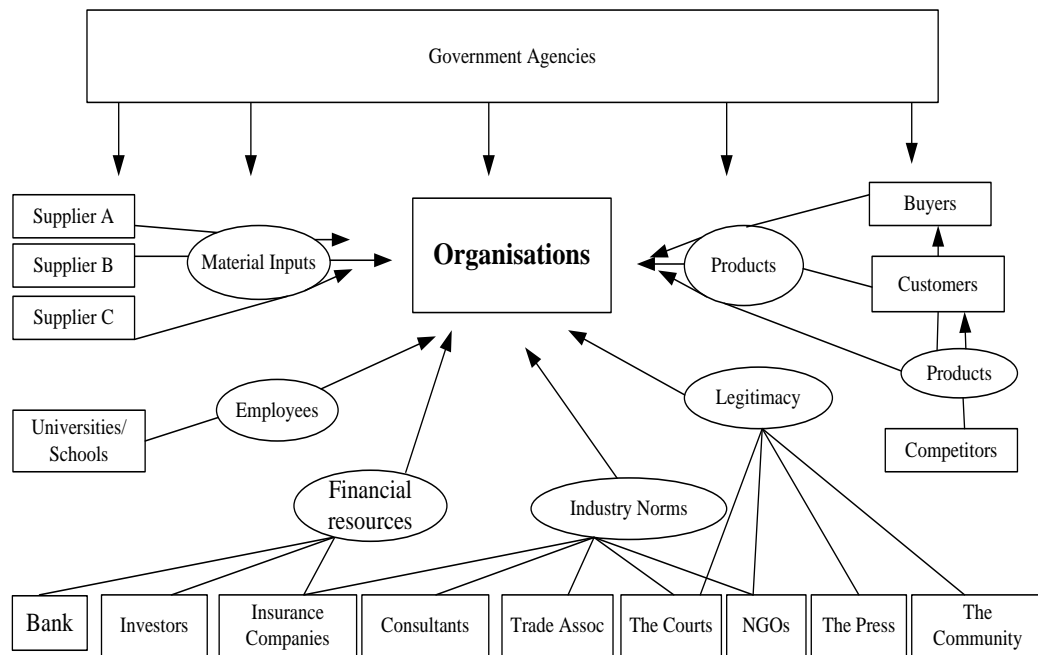 Government Agencies
Supplier A
Supplier B
Supplier C
Material Inputs
Organisations
Products
Buyers
Customers
Products
Competitors
Universities/
Schools
Employees
Legitimacy
Financial
resources
Industry Norms
Bank
Investors
Insurance
Companies
Consultants
Trade Assoc
The Courts
NGOs
The Press
The
Community